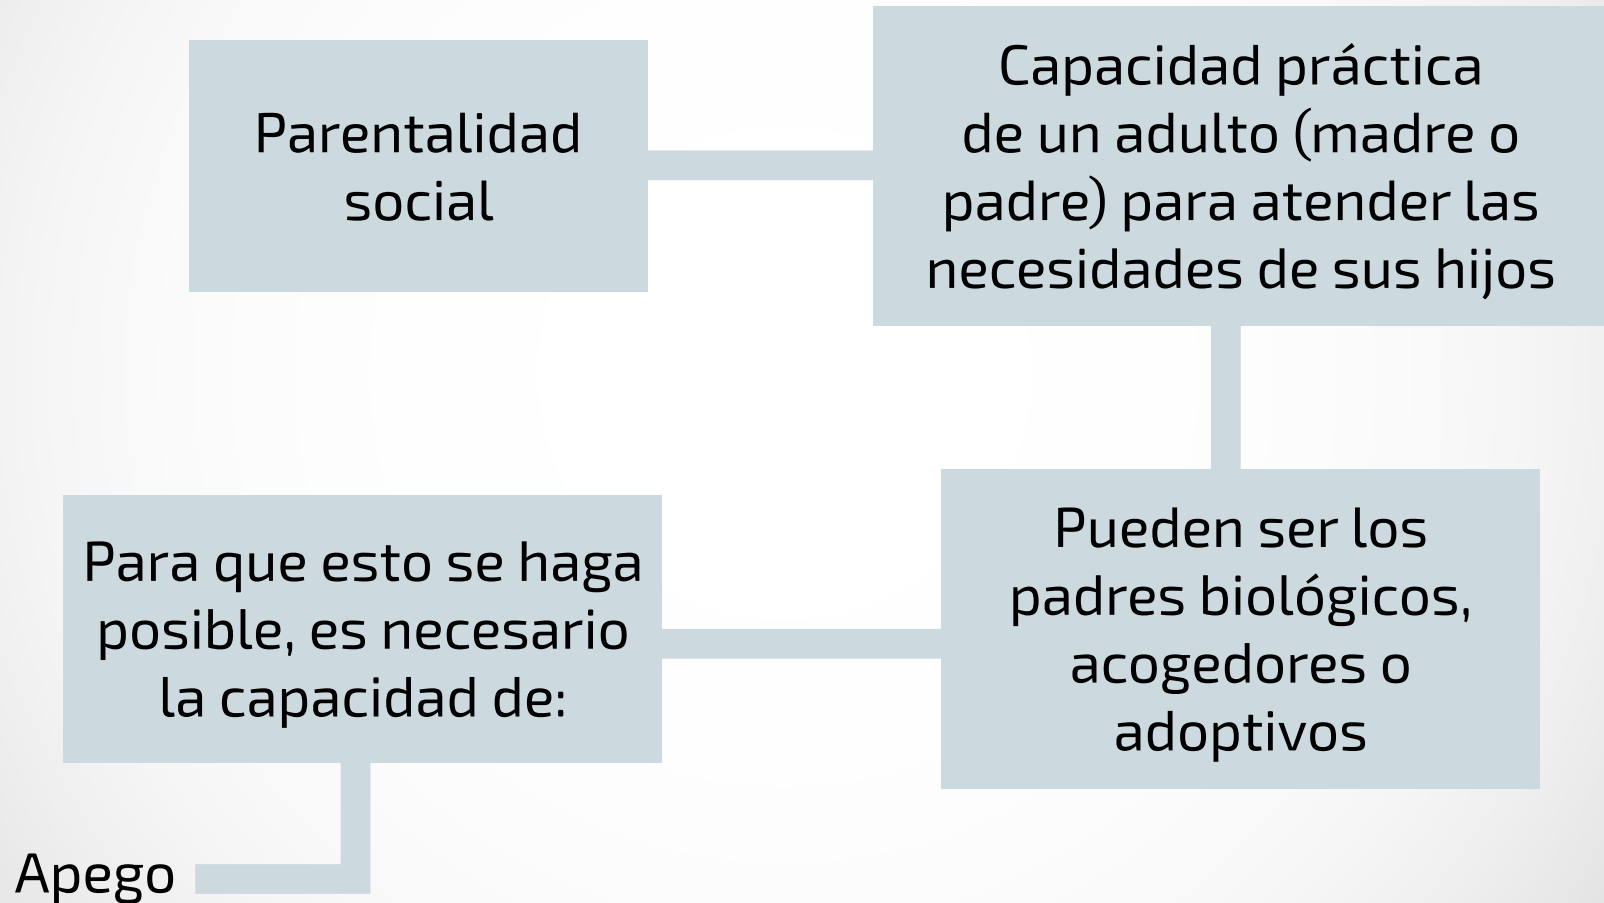 Parentalidad
social
Capacidad práctica
de un adulto (madre o
padre) para atender las
necesidades de sus hijos
Pueden ser los
padres biológicos,
acogedores o
adoptivos
Para que esto se haga
posible, es necesario
la capacidad de:
Apego